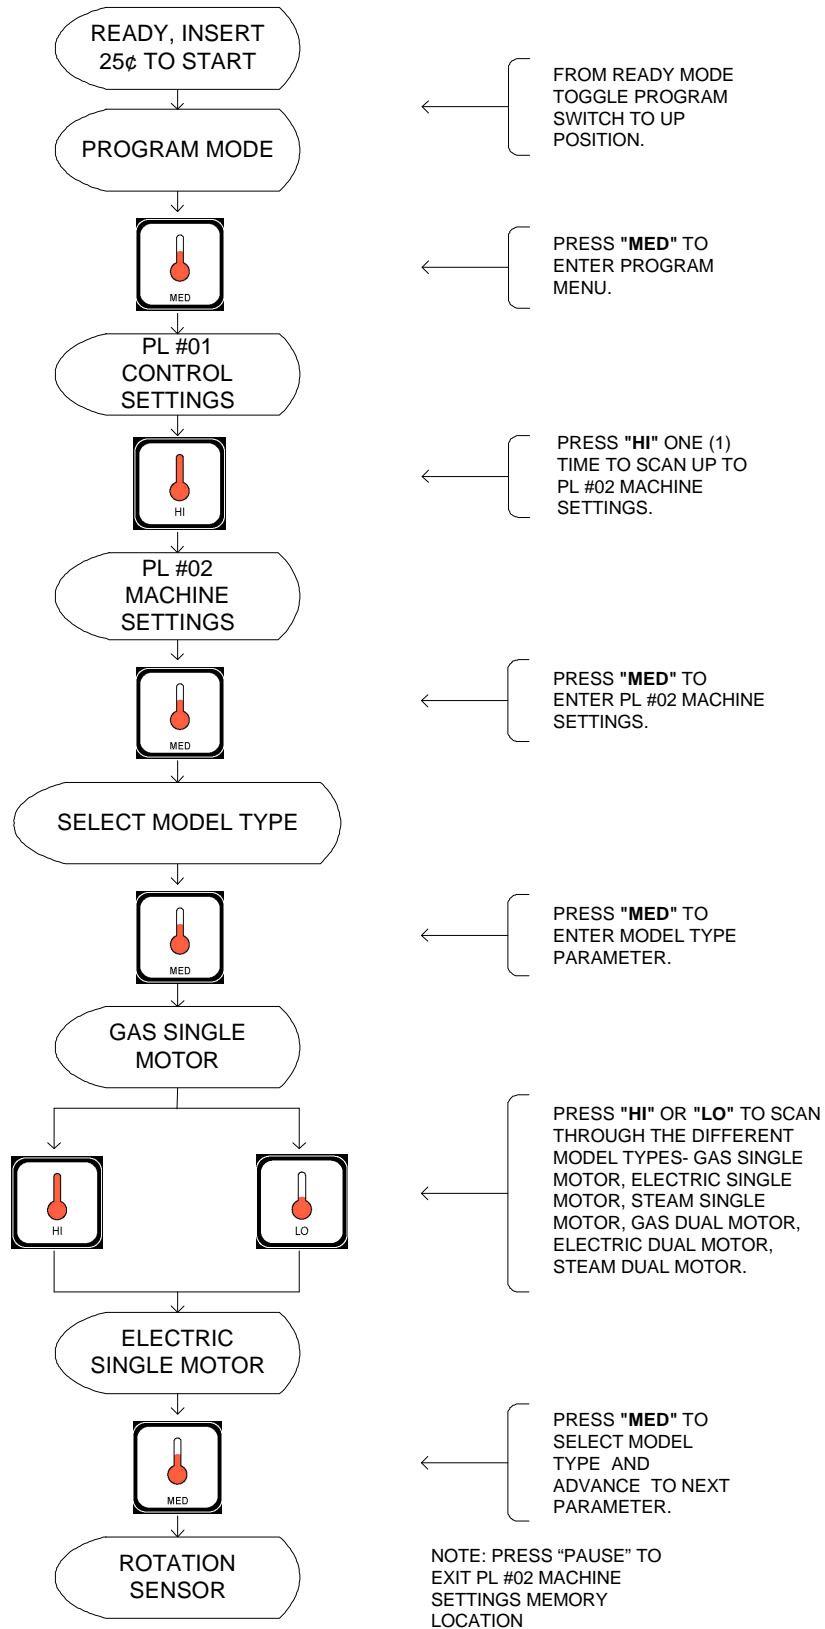 READY, INSERT
25¢ TO START
FROM READY MODE
TOGGLE PROGRAM
SWITCH TO UP
POSITION.
PROGRAM MODE
MED
PRESS "MED" TO
ENTER PROGRAM
MENU.
PL #01
CONTROL
SETTINGS
HI
PRESS "HI" ONE (1)
TIME TO SCAN UP TO
PL #02 MACHINE
SETTINGS.
PL #02
MACHINE
SETTINGS
MED
PRESS "MED" TO
ENTER PL #02 MACHINE
SETTINGS.
SELECT MODEL TYPE
MED
PRESS "MED" TO
ENTER MODEL TYPE
PARAMETER.
GAS SINGLE
MOTOR
HI
LO
PRESS "HI" OR "LO" TO SCAN
THROUGH THE DIFFERENT
MODEL TYPES- GAS SINGLE
MOTOR, ELECTRIC SINGLE
MOTOR, STEAM SINGLE
MOTOR, GAS DUAL MOTOR,
ELECTRIC DUAL MOTOR,
STEAM DUAL MOTOR.
ELECTRIC
SINGLE MOTOR
MED
PRESS "MED" TO
SELECT MODEL
TYPE AND
ADVANCE TO NEXT
PARAMETER.
ROTATION
SENSOR
NOTE: PRESS “PAUSE” TO
EXIT PL #02 MACHINE
SETTINGS MEMORY
LOCATION